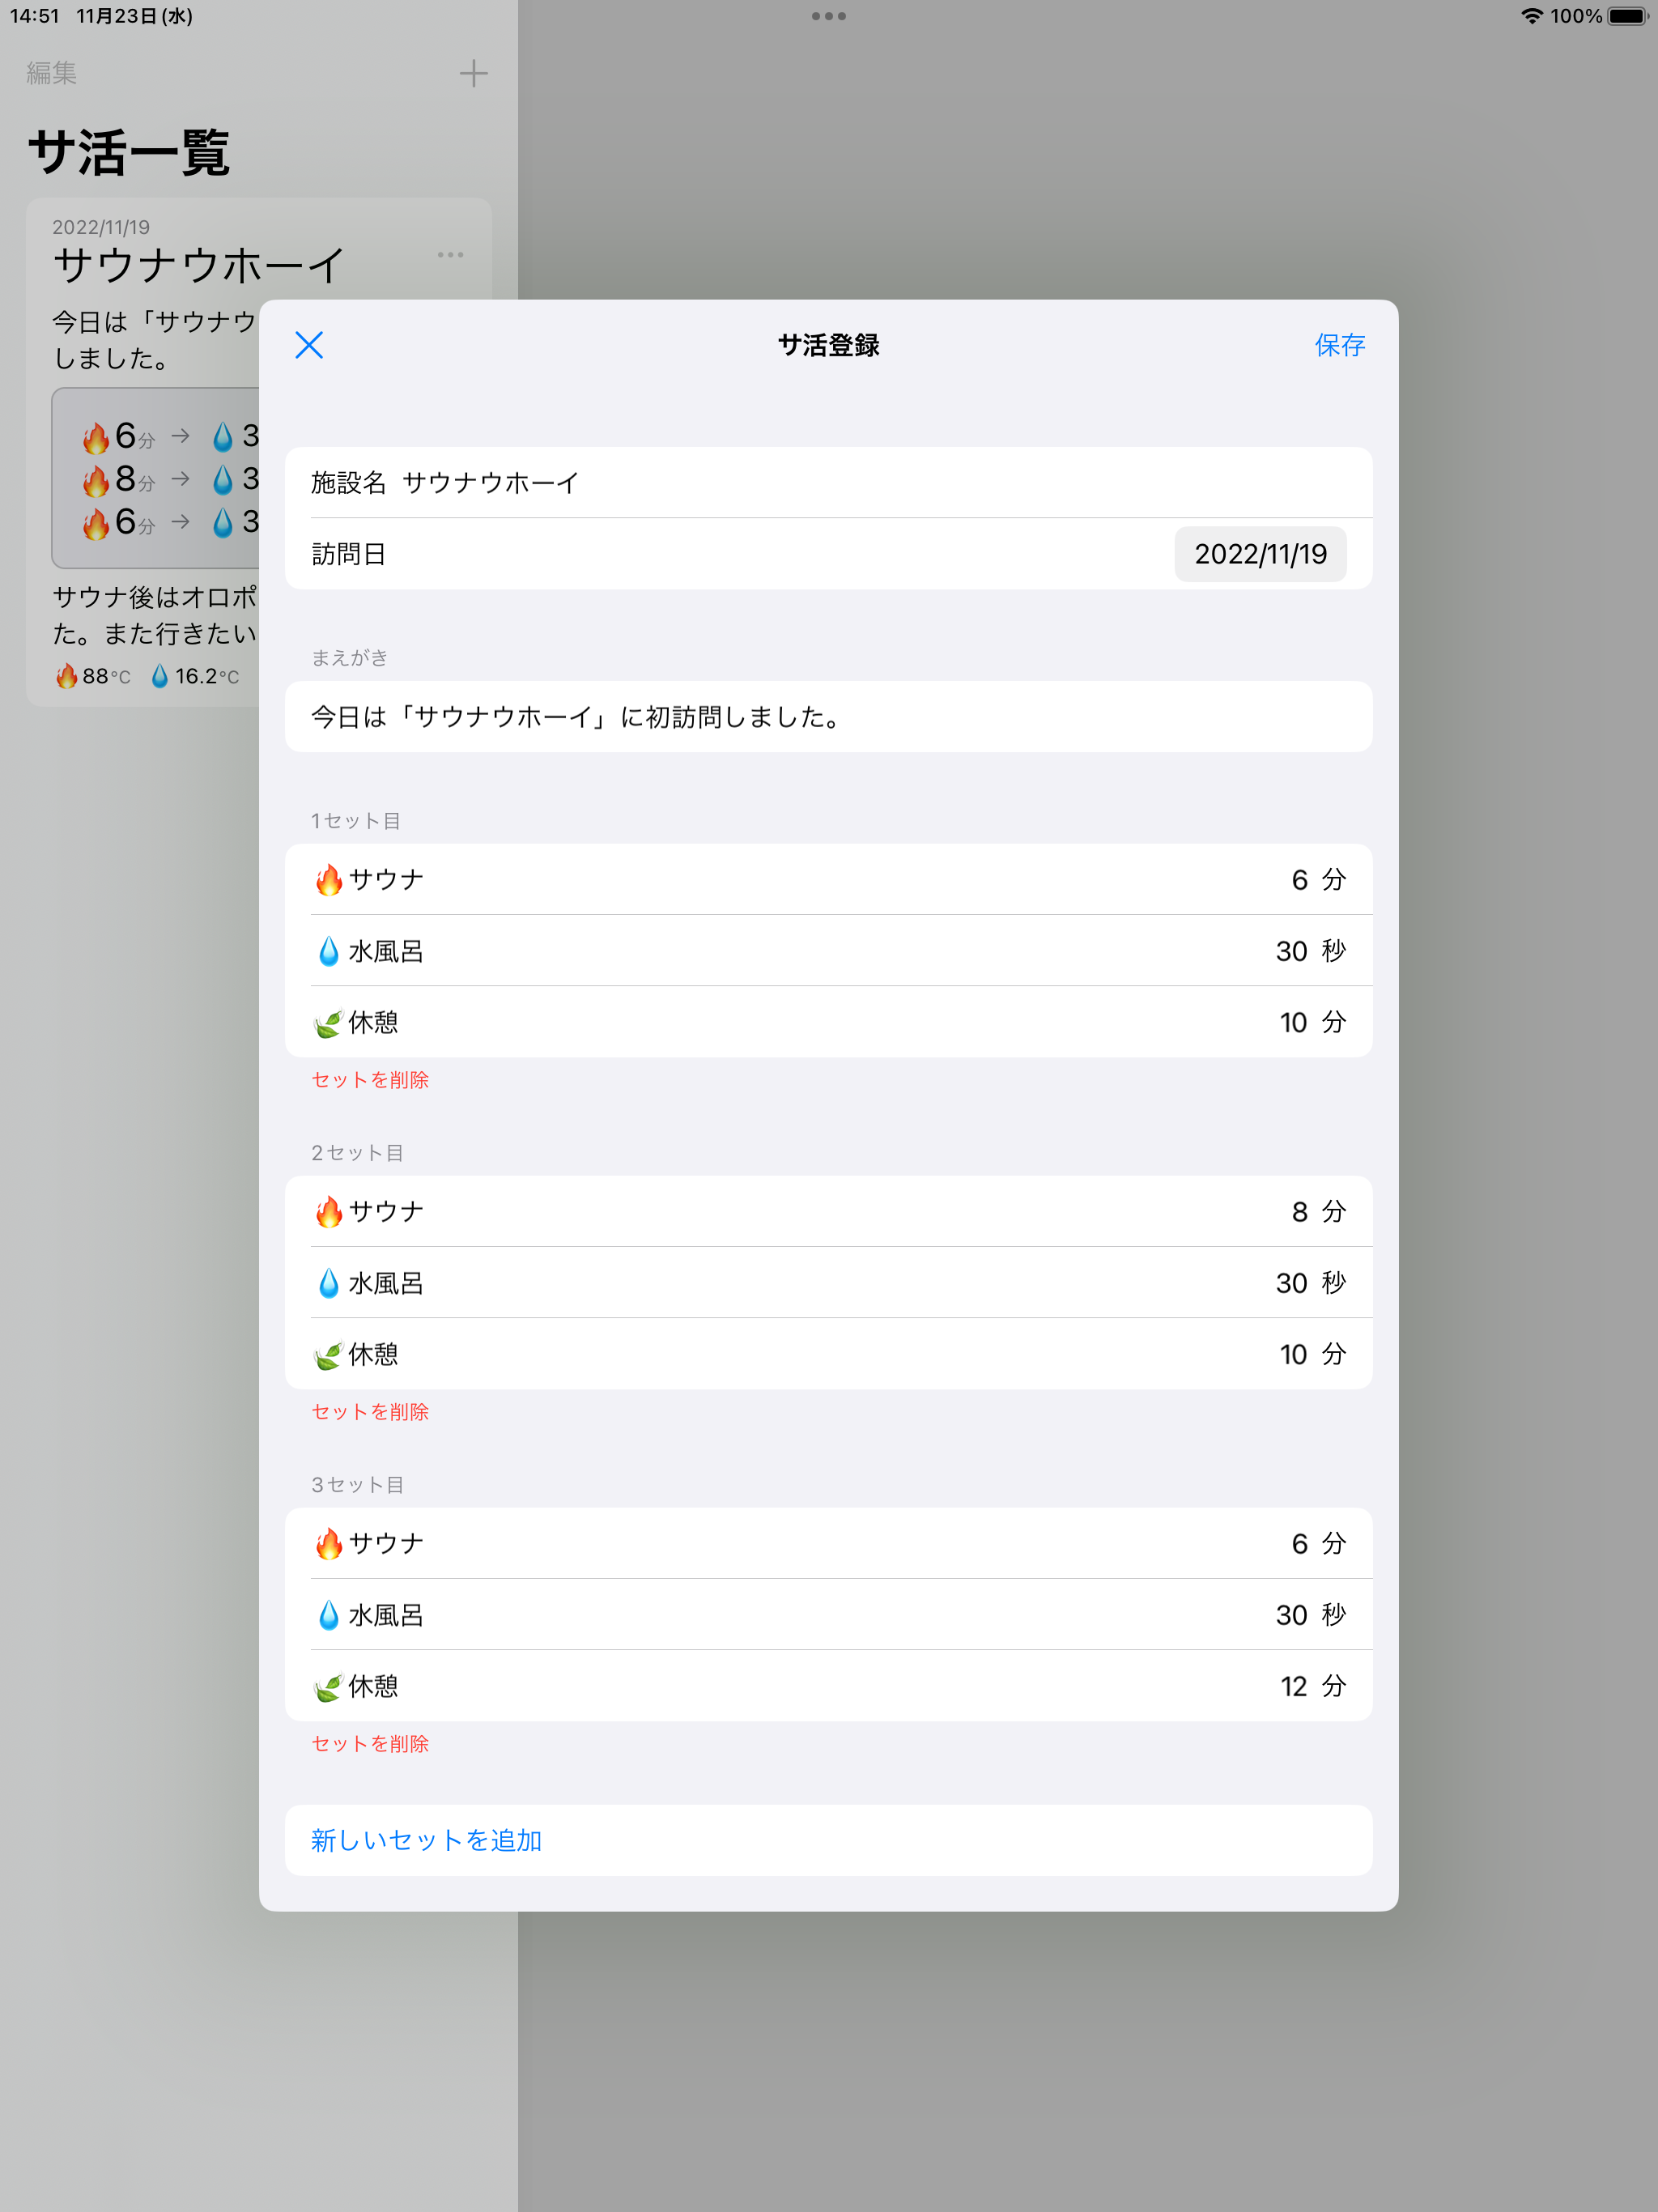 14:51 11月23日(水)
100%
編集
サ活一覧
2022/11/19
サウナウホーイ
今日は「サウナウ
しました。
🔥6分 → 💧3
🔥8分 → 💧3
🔥6分 → 💧3
サウナ後はオロポ
た。また行きたい
🔥88°C 💧16.2°C
サ活登録
保存
施設名 サウナウホーイ
訪問日 2022/11/19
まえがき
今日は「サウナウホーイ」に初訪問しました。
1セット目
🔥サウナ 6 分
💧水風呂 30 秒
🍃休憩 10 分
セットを削除
2セット目
🔥サウナ 8 分
💧水風呂 30 秒
🍃休憩 10 分
セットを削除
3セット目
🔥サウナ 6 分
💧水風呂 30 秒
🍃休憩 12 分
セットを削除
新しいセットを追加